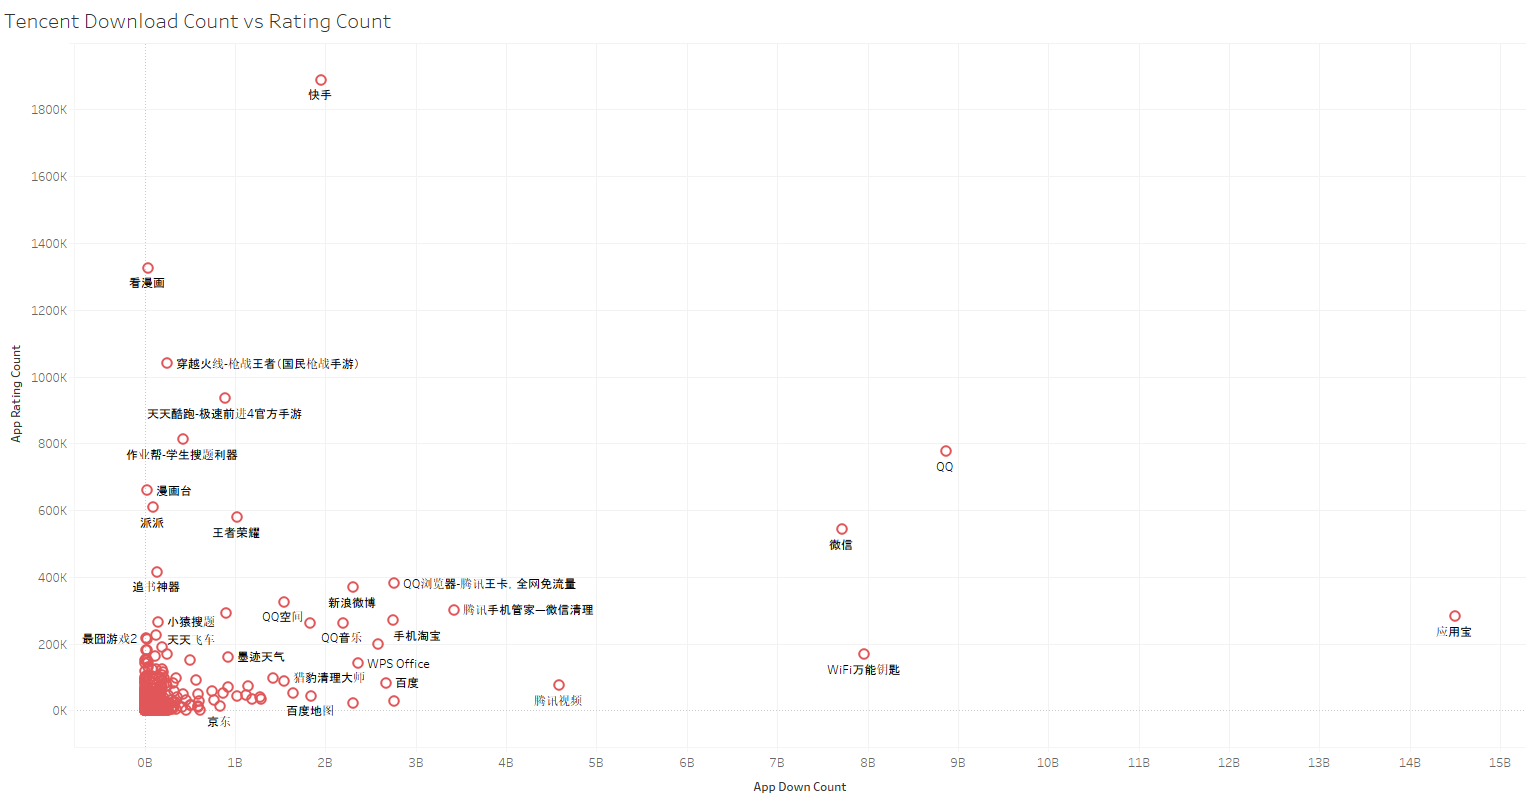 Tencent Download Count vs Rating Count
快手
1800K
1600K
1400K
看漫画
1200K
穿越火线-枪战王者(国民枪战手游)
1000K
天天酷跑-极速前进4官方手游
800K
作业帮-学生搜题利器
QQ
漫画台
600K
派派
王者荣耀
微信
400K
追书神器
QQ浏览器-腾讯王卡, 全网免流量
新浪微博
QQ空间
腾讯手机管家—微信清理
小猿搜题
最囧游戏2
天天飞车
QQ音乐
手机淘宝
应用宝
200K
墨迹天气
WPS Office
WiFi万能钥匙
猎豹清理大师
百度
腾讯视频
百度地图
0K
京东
App Rating Count
0B 1B 2B 3B 4B 5B 6B 7B 8B 9B 10B 11B 12B 13B 14B 15B
App Down Count